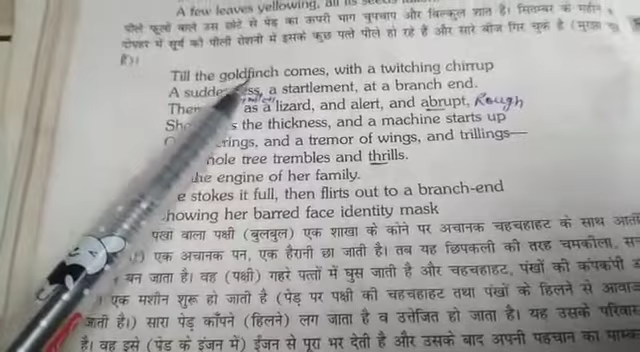 A few leaves yellowing, all its seeds
पीले फूलों वाले उस छोटे से पेड़ का ऊपरी भाग चुपचाप और बिल्कुल शांत है। सितम्बर के महीने
दोपहर में सूर्य की पीली रोशनी में इसके कुछ पत्ते पीले हो रहे हैं और सारे बीज गिर चुके हैं
है)।
Till the goldfinch comes, with a twitching chirrup
A a startlement, at a branch end.
as a lizard, and alert, and abrupt, Rough
the thickness, and a machine starts up
and a tremor of wings, and trillings—
tree trembles and thrills.
the engine of her family.
stokes it full, then flirts out to a branch-end
her barred face identity mask
पंखों वाला पक्षी (बुलबुल) एक शाखा के कोने पर अचानक चहचहाहट के साथ
एक अचानक पन, एक हैरानी छा जाती है। तब यह छिपकली की तरह चमकीला,
बन जाता है। वह (पक्षी) गहरे पत्तों में घुस जाती है और चहचहाहट, पंखों की कंपकंपी
एक मशीन शुरू हो जाती है (पेड़ पर पक्षी की चहचहाहट तथा पंखों के हिलने से
जाती है।) सारा पेड़ काँपने (हिलने) लग जाता है व उत्तेजित हो जाता है। यह उसके परिवार
है। वह इसे (पेड़ के इंजन में) ईंजन से पूरा भर देती है और उसके बाद अपनी पहचान का